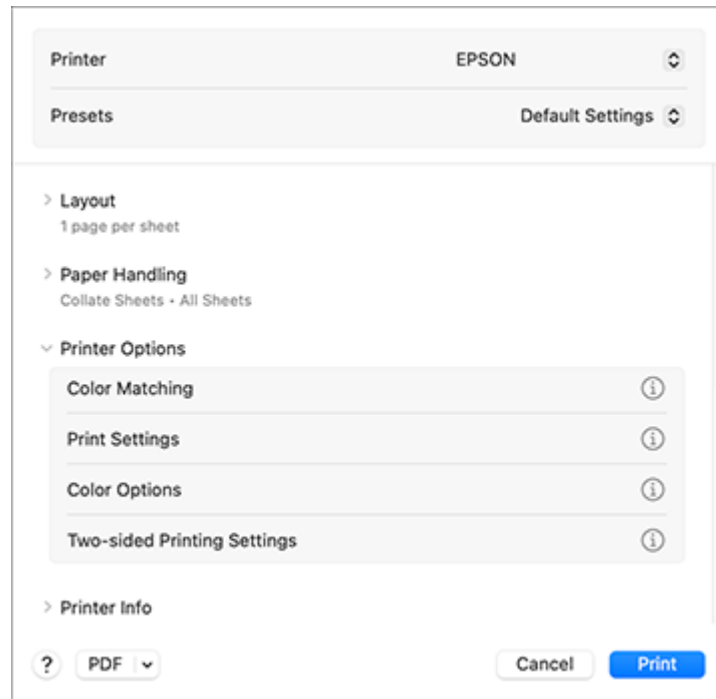 Printer EPSON
Presets Default Settings
Layout
1 page per sheet
Paper Handling
Collate Sheets • All Sheets
Printer Options
Color Matching
Print Settings
Color Options
Two-sided Printing Settings
Printer Info
? PDF Cancel Print